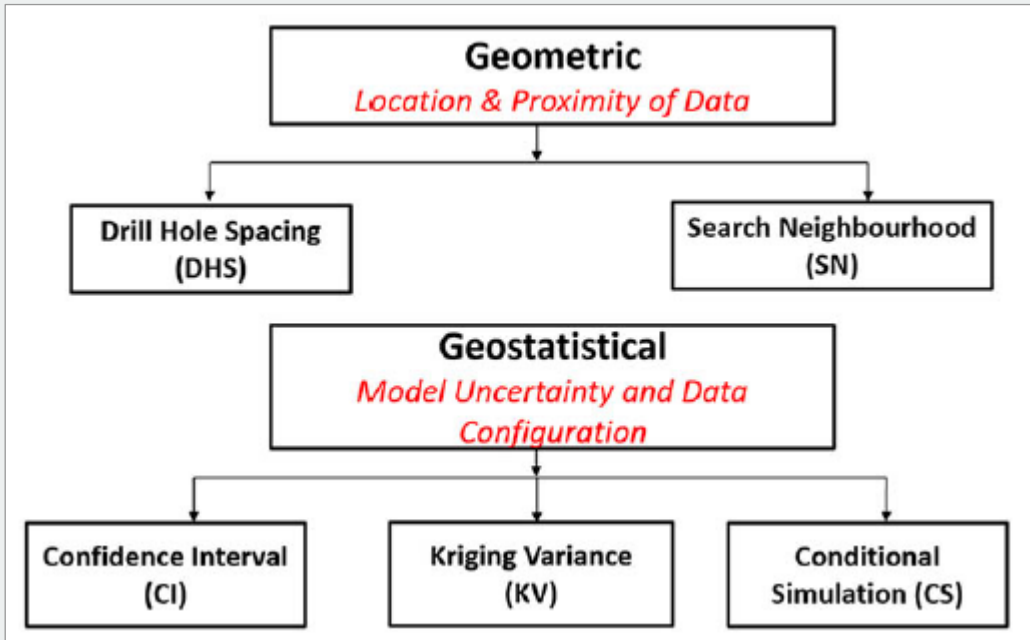 Geometric
Location & Proximity of Data
Drill Hole Spacing
(DHS)
Search Neighbourhood
(SN)
Geostatistical
Model Uncertainty and Data
Configuration
Confidence Interval
(CI)
Kriging Variance
(KV)
Conditional
Simulation (CS)